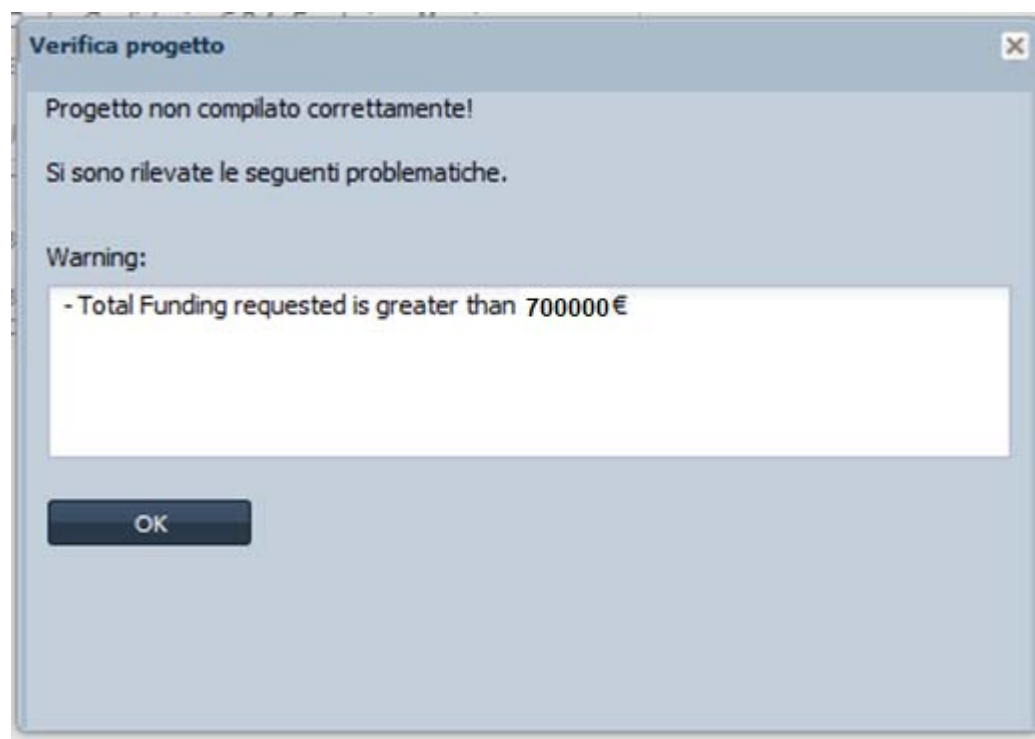 Verifica progetto
Progetto non compilato correttamente!
Si sono rilevate le seguenti problematiche.
Warning:
- Total Funding requested is greater than 700000€
OK